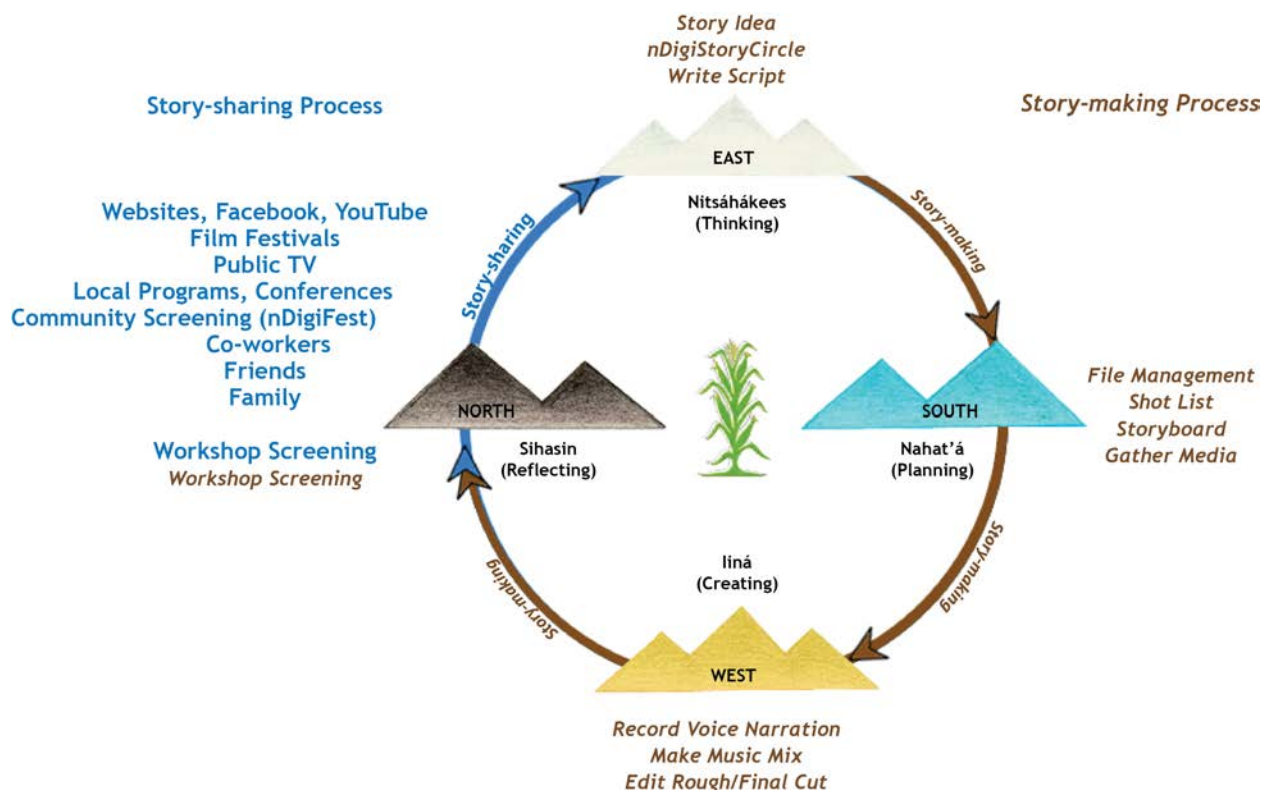 Story Idea
nDigiStoryCircle
Write Script
Story-sharing Process
Story-making Process
EAST
Nitsáhákees
(Thinking)
Story-sharing
Story-making
Websites, Facebook, YouTube
Film Festivals
Public TV
Local Programs, Conferences
Community Screening (nDigiFest)
Co-workers
Friends
Family
NORTH
Sihasin
(Reflecting)
SOUTH
Nahat’á
(Planning)
File Management
Shot List
Storyboard
Gather Media
Workshop Screening
Workshop Screening
Story-making
Story-making
Iiná
(Creating)
WEST
Record Voice Narration
Make Music Mix
Edit Rough/Final Cut